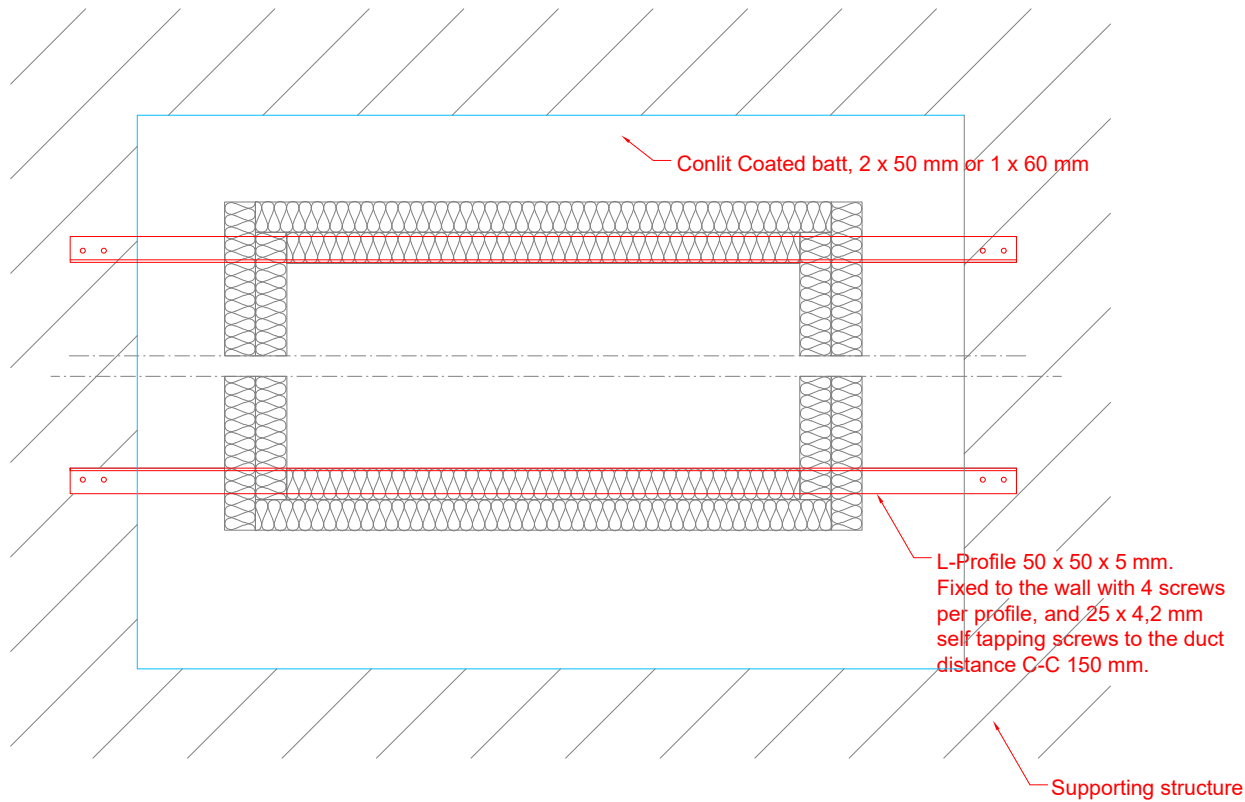 Conlit Coated batt, 2 x 50 mm or 1 x 60 mm
L-Profile 50 x 50 x 5 mm.
Fixed to the wall with 4 screws
per profile, and 25 x 4,2 mm
self tapping screws to the duct
distance C-C 150 mm.
Supporting structure